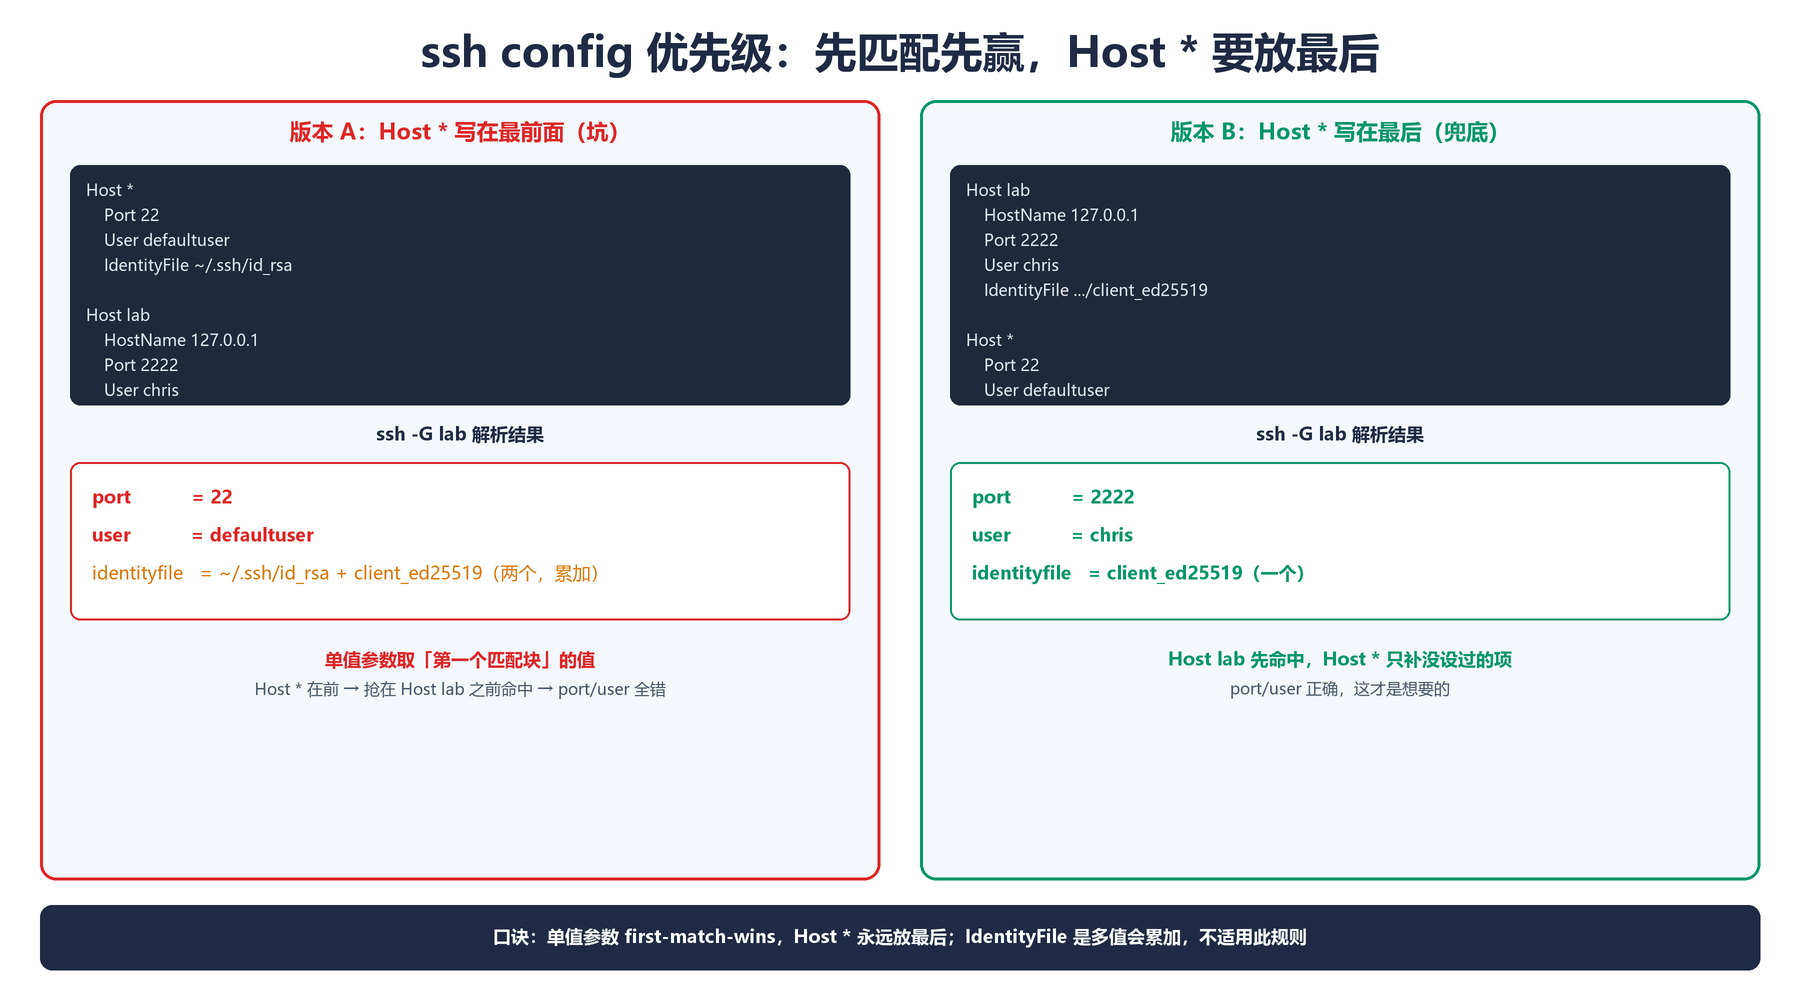 ssh config 优先级：先匹配先赢，Host * 要放最后
版本 A：Host * 写在最前面（坑）
Host *
Port 22
User defaultuser
IdentityFile ~/.ssh/id_rsa
Host lab
HostName 127.0.0.1
Port 2222
User chris
ssh -G lab 解析结果
port = 22
user = defaultuser
identityfile = ~/.ssh/id_rsa + client_ed25519（两个，累加）
单值参数取「第一个匹配块」的值
Host * 在前 → 抢在 Host lab 之前命中 → port/user 全错
版本 B：Host * 写在最后（兜底）
Host lab
HostName 127.0.0.1
Port 2222
User chris
IdentityFile .../client_ed25519
Host *
Port 22
User defaultuser
ssh -G lab 解析结果
port = 2222
user = chris
identityfile = client_ed25519（一个）
Host lab 先命中，Host * 只补没设过的项
port/user 正确，这才是想要的
口诀：单值参数 first-match-wins，Host * 永远放最后；IdentityFile 是多值会累加，不适用此规则